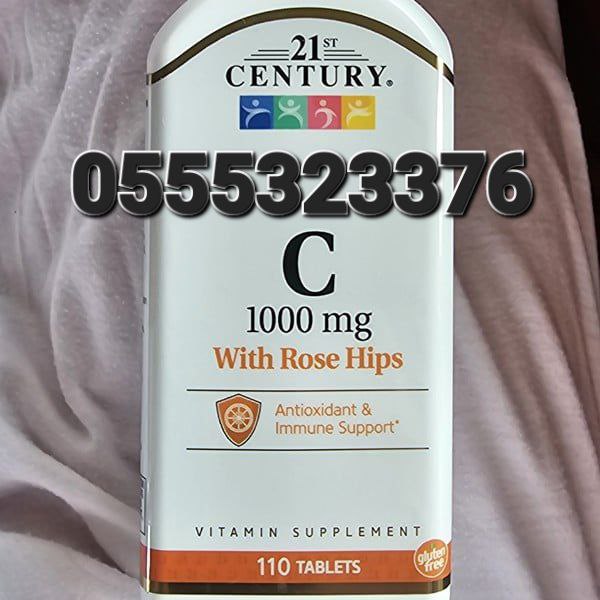 21ST
CENTURY®
0555323376
C
1000 mg
With Rose Hips
Antioxidant &
Immune Support*
VITAMIN SUPPLEMENT
110 TABLETS
gluten
free